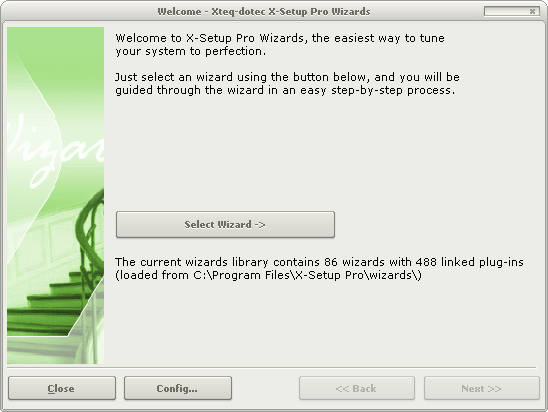 Welcome - Xteq-dotec X-Setup Pro Wizards
Welcome to X-Setup Pro Wizards, the easiest way to tune
your system to perfection.
Just select an wizard using the button below, and you will be
guided through the wizard in an easy step-by-step process.
Select Wizard ->
The current wizards library contains 86 wizards with 488 linked plug-ins
(loaded from C:\Program Files\X-Setup Pro\wizards\)
Close
Config...
<< Back
Next >>